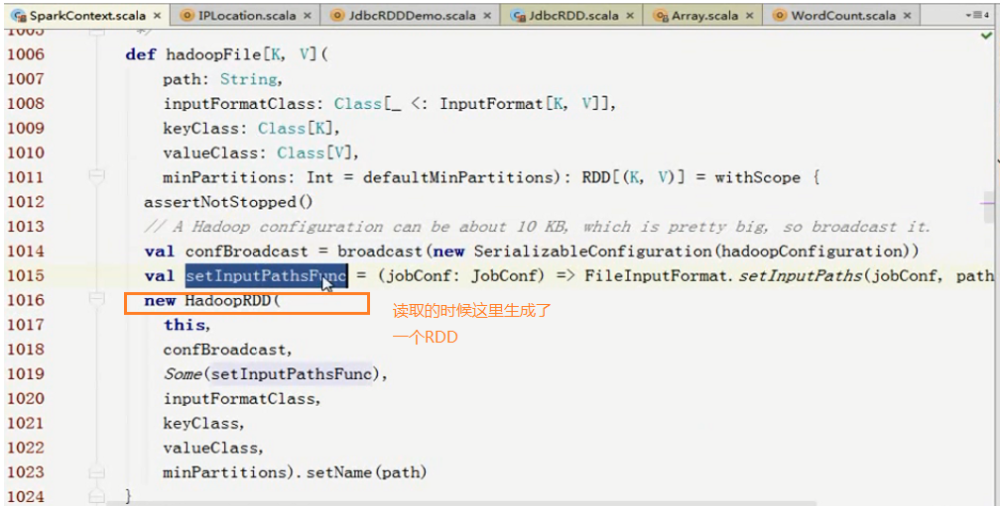 SparkContext.scala × IPLocation.scala × JdbcRDDDemo.scala × JdbcRDD.scala × Array.scala × WordCount.scala ×
1005 */
1006 def hadoopFile[K, V](
1007 path: String,
1008 inputFormatClass: Class[_ <: InputFormat[K, V]],
1009 keyClass: Class[K],
1010 valueClass: Class[V],
1011 minPartitions: Int = defaultMinPartitions): RDD[(K, V)] = withScope {
1012 assertNotStopped()
1013 // A Hadoop configuration can be about 10 KB, which is pretty big, so broadcast it.
1014 val confBroadcast = broadcast(new SerializableConfiguration(hadoopConfiguration))
1015 val setInputPathsFunc = (jobConf: JobConf) => FileInputFormat.setInputPaths(jobConf, path
1016 new HadoopRDD(
读取的时候这里生成了
一个RDD
1017 this,
1018 confBroadcast,
1019 Some(setInputPathsFunc),
1020 inputFormatClass,
1021 keyClass,
1022 valueClass,
1023 minPartitions).setName(path)
1024 }